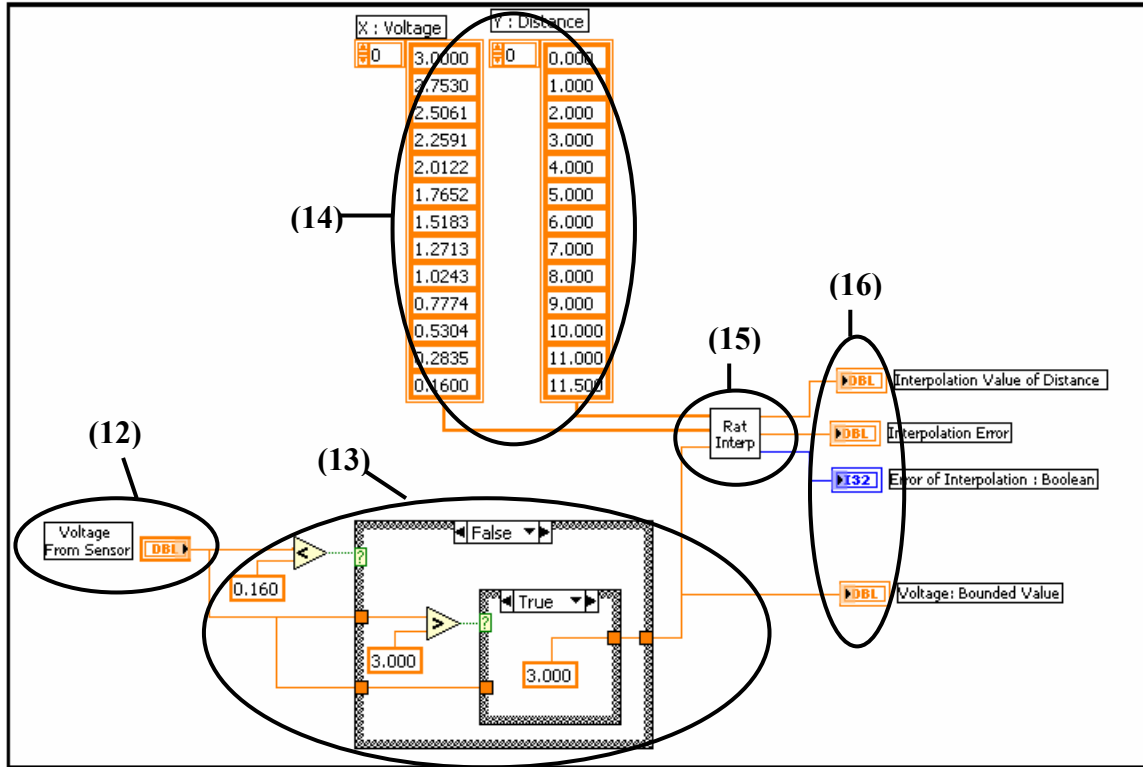 X : Voltage
Y : Distance
0
0
3.0000
0.000
2.7530
1.000
2.5061
2.000
2.2591
3.000
2.0122
4.000
1.7652
5.000
(14)
1.5183
6.000
1.2713
7.000
1.0243
8.000
0.7774
9.000
0.5304
10.000
0.2835
11.000
0.1600
11.500
(16)
(15)
DBL
Interpolation Value of Distance
Rat
Interp
DBL
Interpolation Error
I32
Error of Interpolation : Boolean
(12)
(13)
Voltage
From Sensor
DBL
<
0.160
False
?
True
>
?
3.000
3.000
DBL
Voltage: Bounded Value